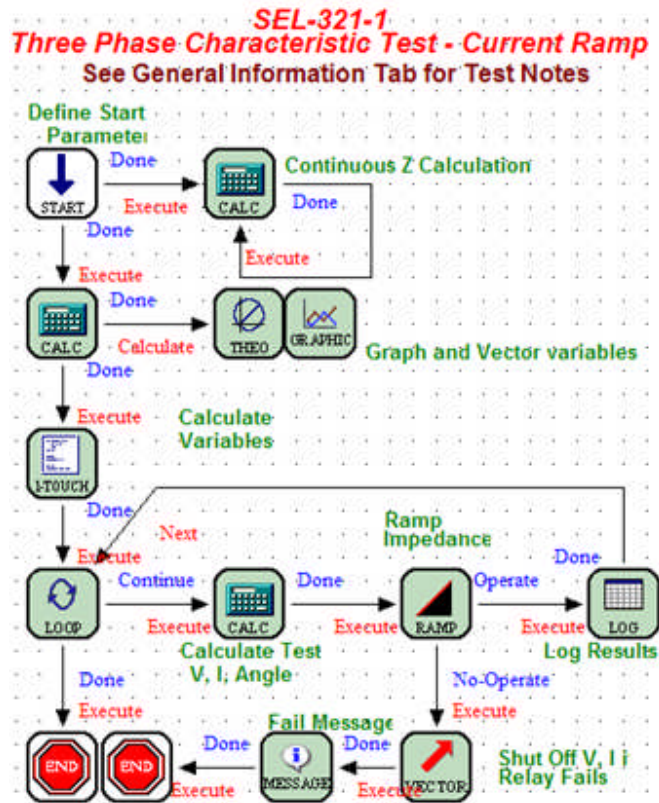 SEL-321-1
Three Phase Characteristic Test - Current Ramp
See General Information Tab for Test Notes
Define Start
Parameter
Done
Continuous Z Calculation
Done
START
Execute
CALC
Done
Execute
Execute
Done
CALC
Calculate
THEO
GRAPHIC
Graph and Vector variables
Done
Execute
Calculate
Variables
I-TOUCH
Done
Next
Ramp
Impedance
Execute
Done
Continue
Done
Operate
LOOP
Execute
CALC
Execute
RAMP
Execute
LOG
Calculate Test
V, I, Angle
Log Results
Done
No-Operate
Execute
Execute
Fail Message
Done
Done
Shut Off V, I i
Relay Fails
END
END
Execute
MESSAGE
Execute
VECTOR